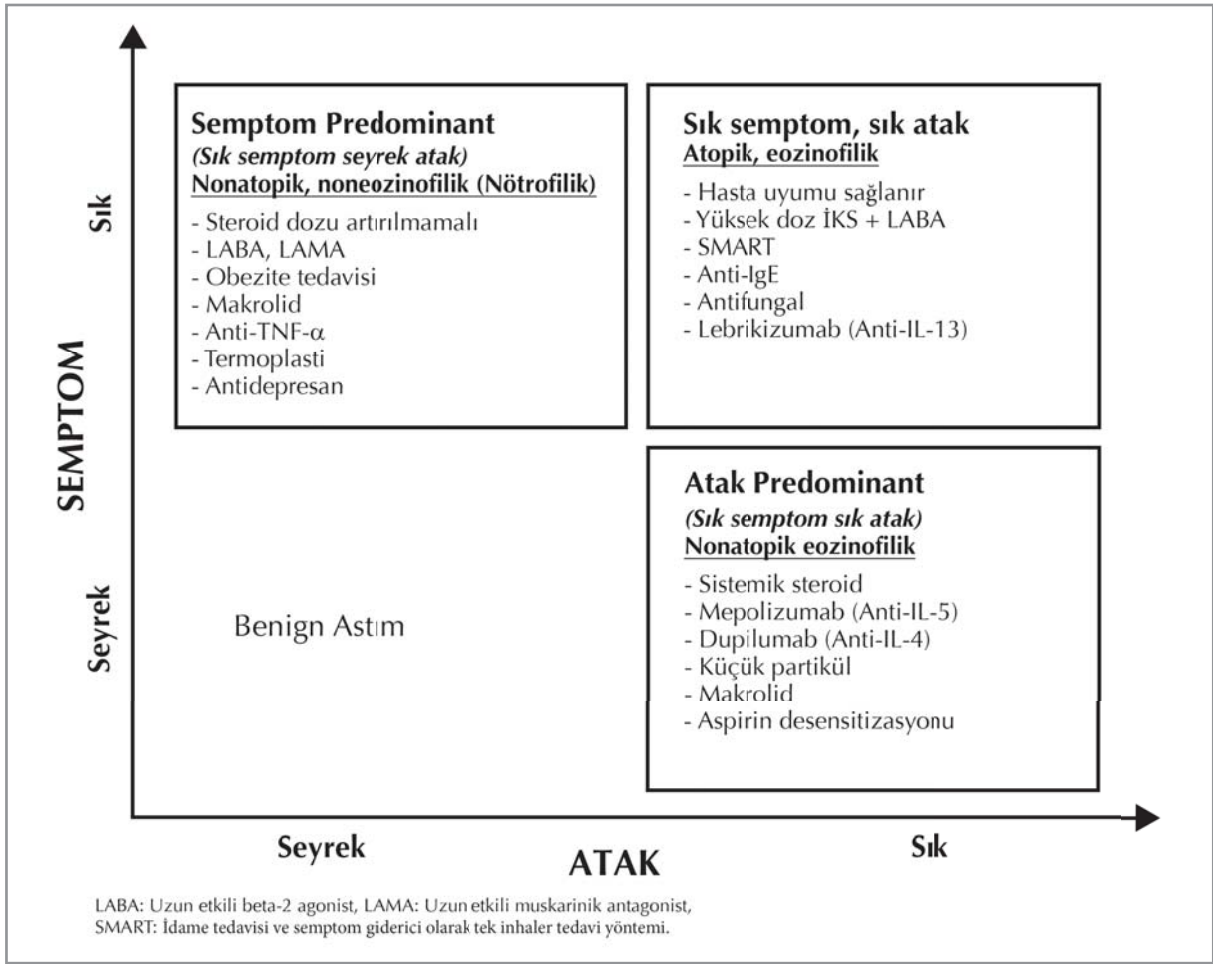 Semptom Predominant
(Sık semptom seyrek atak)
Nonatopik, noneozinofilik (Nötrofilik)
- Steroid dozu artırılmamalı
- LABA, LAMA
- Obezite tedavisi
- Makrolid
- Anti-TNF-α
- Termoplasti
- Antidepresan
Sık semptom, sık atak
Atopik, eozinofilik
- Hasta uyumu sağlanır
- Yüksek doz İKS + LABA
- SMART
- Anti-IgE
- Antifungal
- Lebrikizumab (Anti-IL-13)
Sık
SEMPTOM
Seyrek
Benign Astım
Atak Predominant
(Sık semptom sık atak)
Nonatopik eozinofilik
- Sistemik steroid
- Mepolizumab (Anti-IL-5)
- Dupilumab (Anti-IL-4)
- Küçük partikül
- Makrolid
- Aspirin desensitizasyonu
Seyrek
ATAK
Sık
LABA: Uzun etkili beta-2 agonist, LAMA: Uzun etkili muskarinik antagonist,
SMART: İdame tedavisi ve semptom giderici olarak tek inhaler tedavi yöntemi.